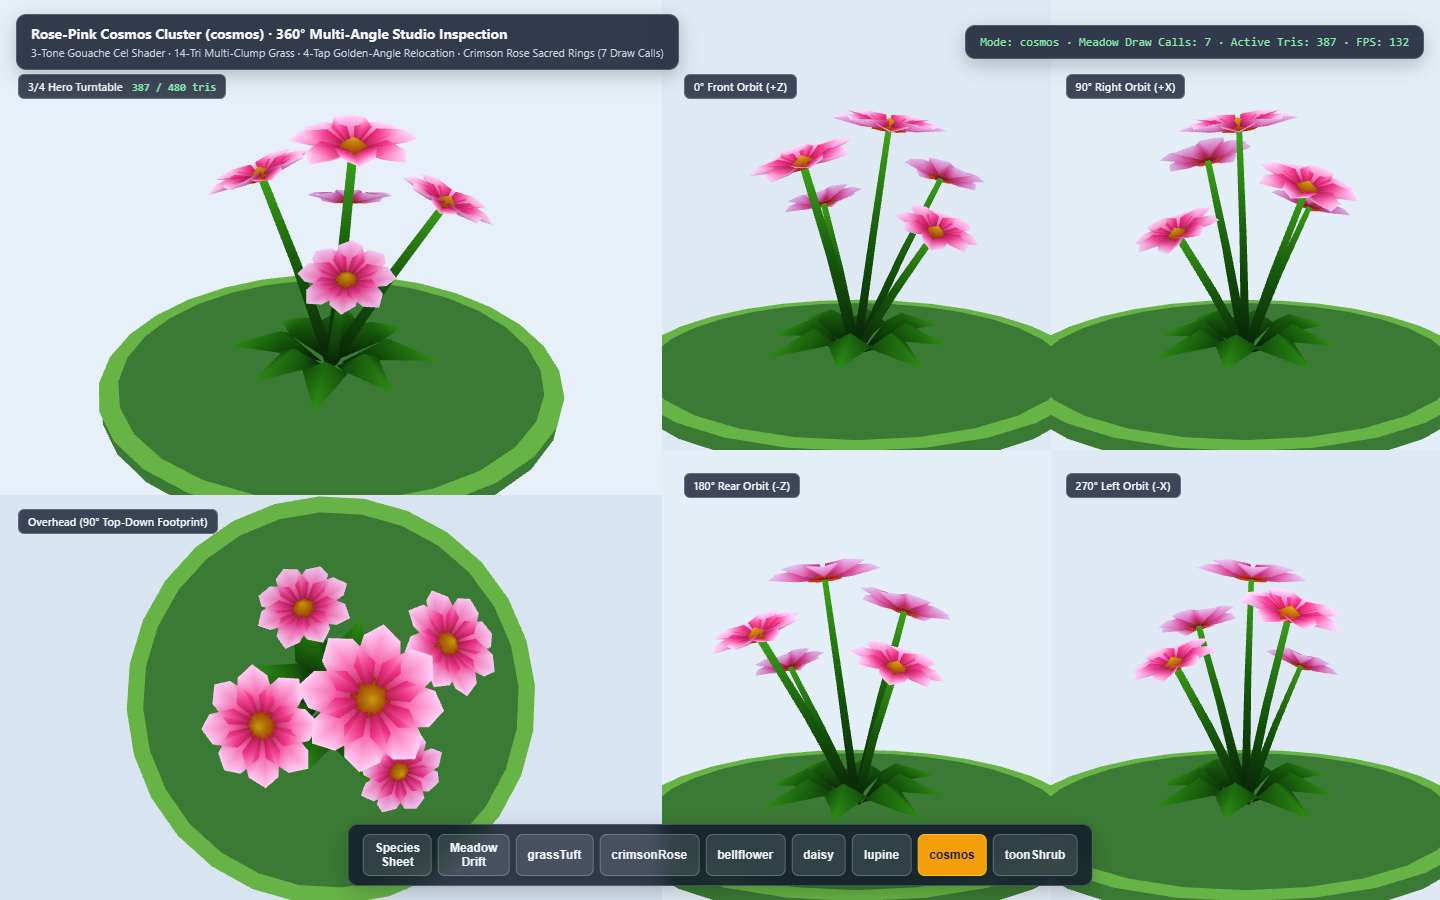 Rose-Pink Cosmos Cluster (cosmos) · 360° Multi-Angle Studio Inspection
3-Tone Gouache Cel Shader · 14-Tri Multi-Clump Grass · 4-Tap Golden-Angle Relocation · Crimson Rose Sacred Rings (7 Draw Calls)
Mode: cosmos · Meadow Draw Calls: 7 · Active Tris: 387 · FPS: 132
3/4 Hero Turntable 387 / 480 tris
0° Front Orbit (+Z)
90° Right Orbit (+X)
180° Rear Orbit (-Z)
270° Left Orbit (-X)
Overhead (90° Top-Down Footprint)
Species
Sheet
Meadow
Drift
grassTuft
crimsonRose
bellflower
daisy
lupine
cosmos
toonShrub